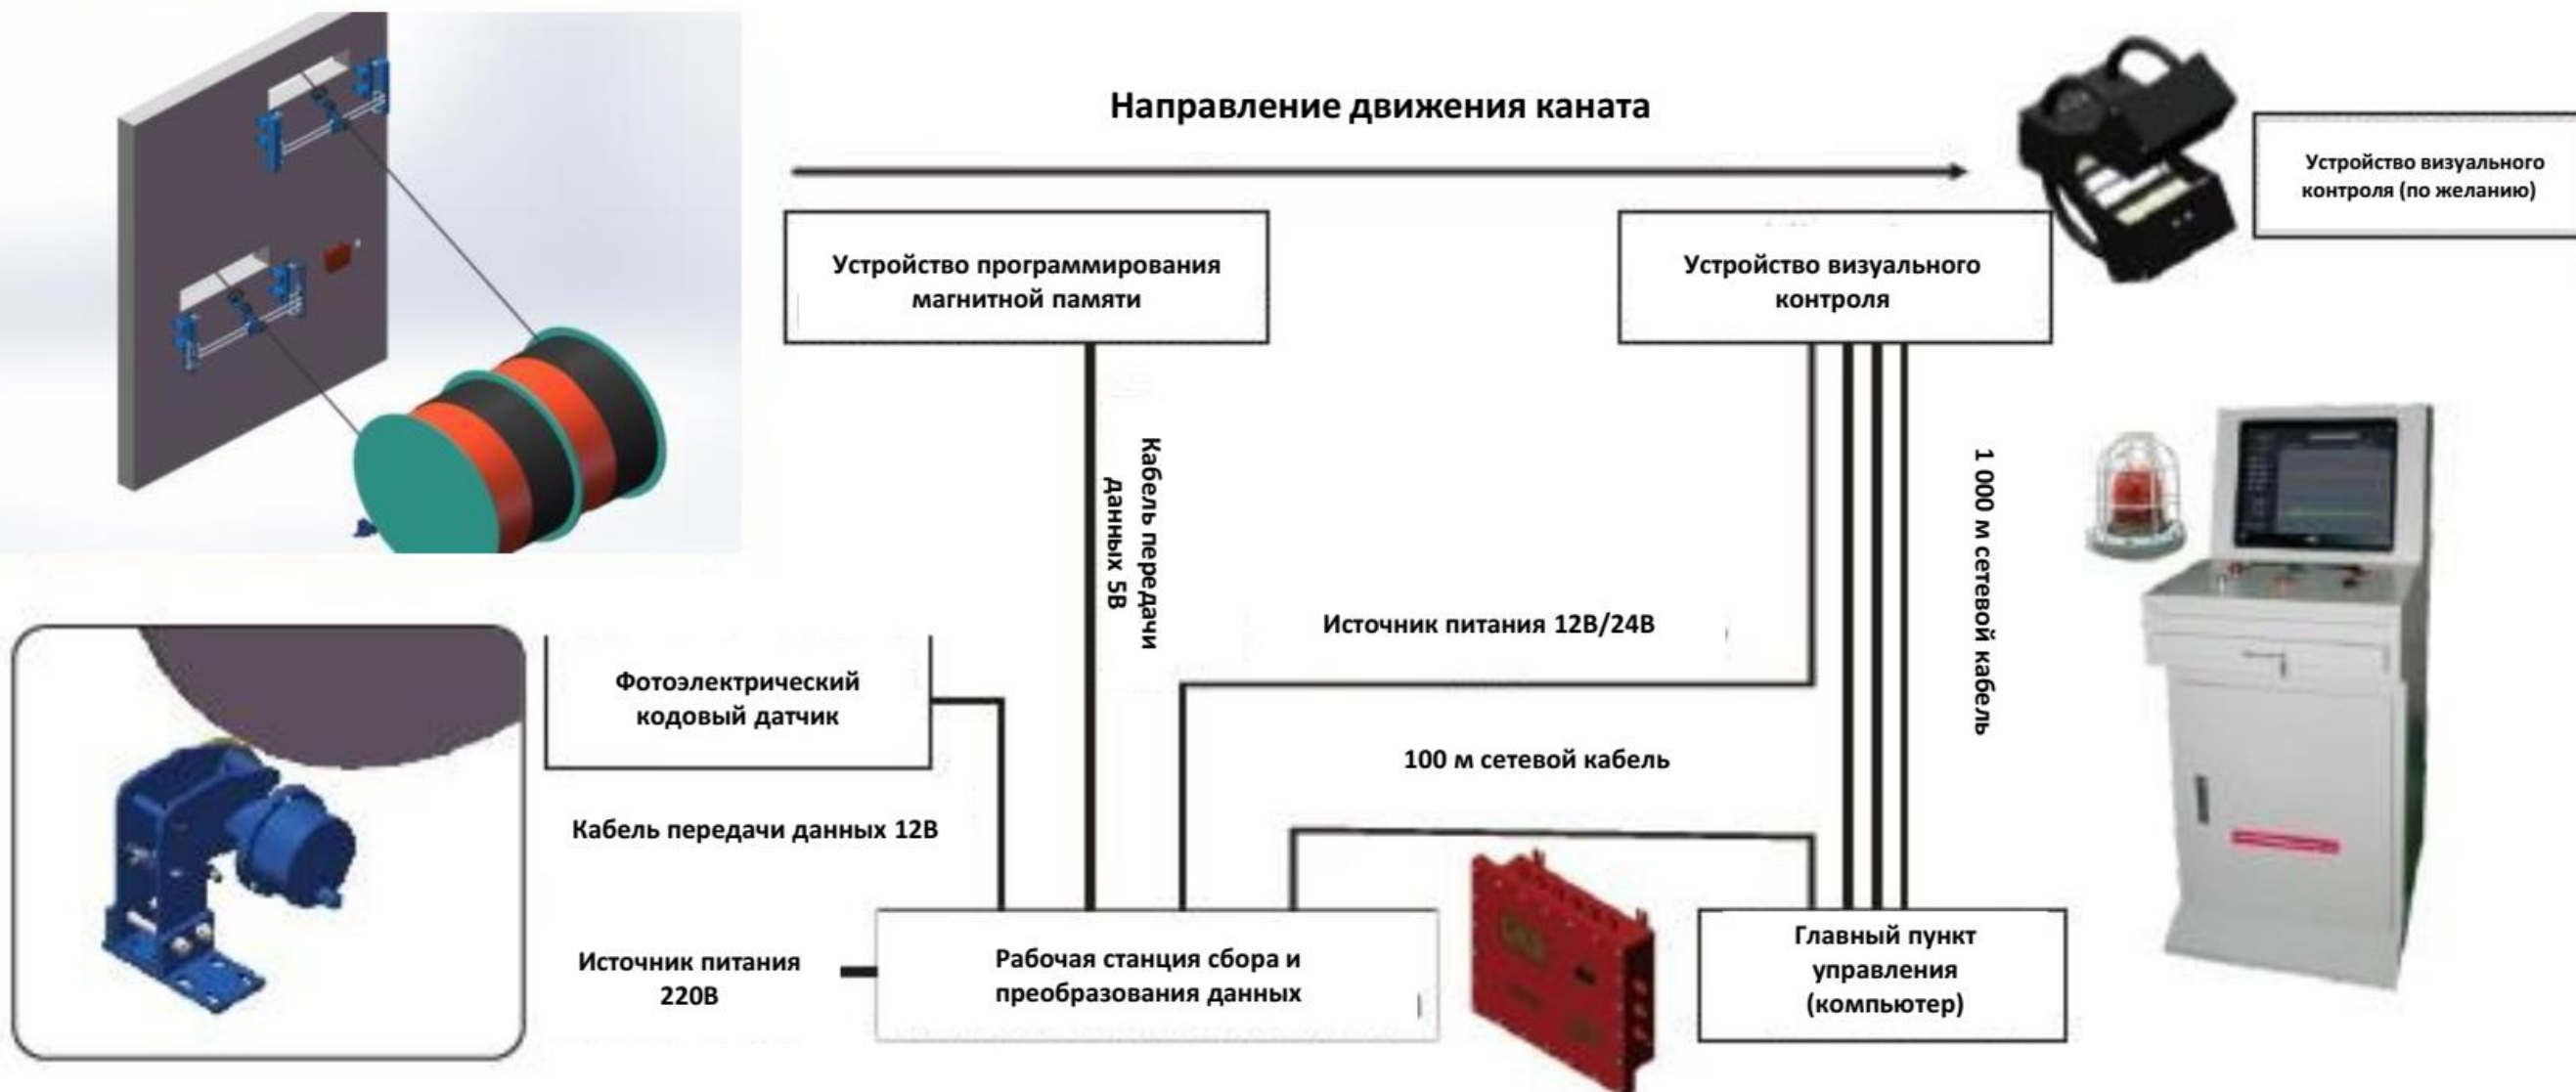 Направление движения каната
Устройство визуального
контроля (по желанию)
Устройство программирования
магнитной памяти
Устройство визуального
контроля
Кабель передачи
данных 5В
1 000 м сетевой кабель
Источник питания 12В/24В
Фотоэлектрический
кодовый датчик
100 м сетевой кабель
Кабель передачи данных 12В
Источник питания
220В
Рабочая станция сбора и
преобразования данных
Главный пункт
управления
(компьютер)